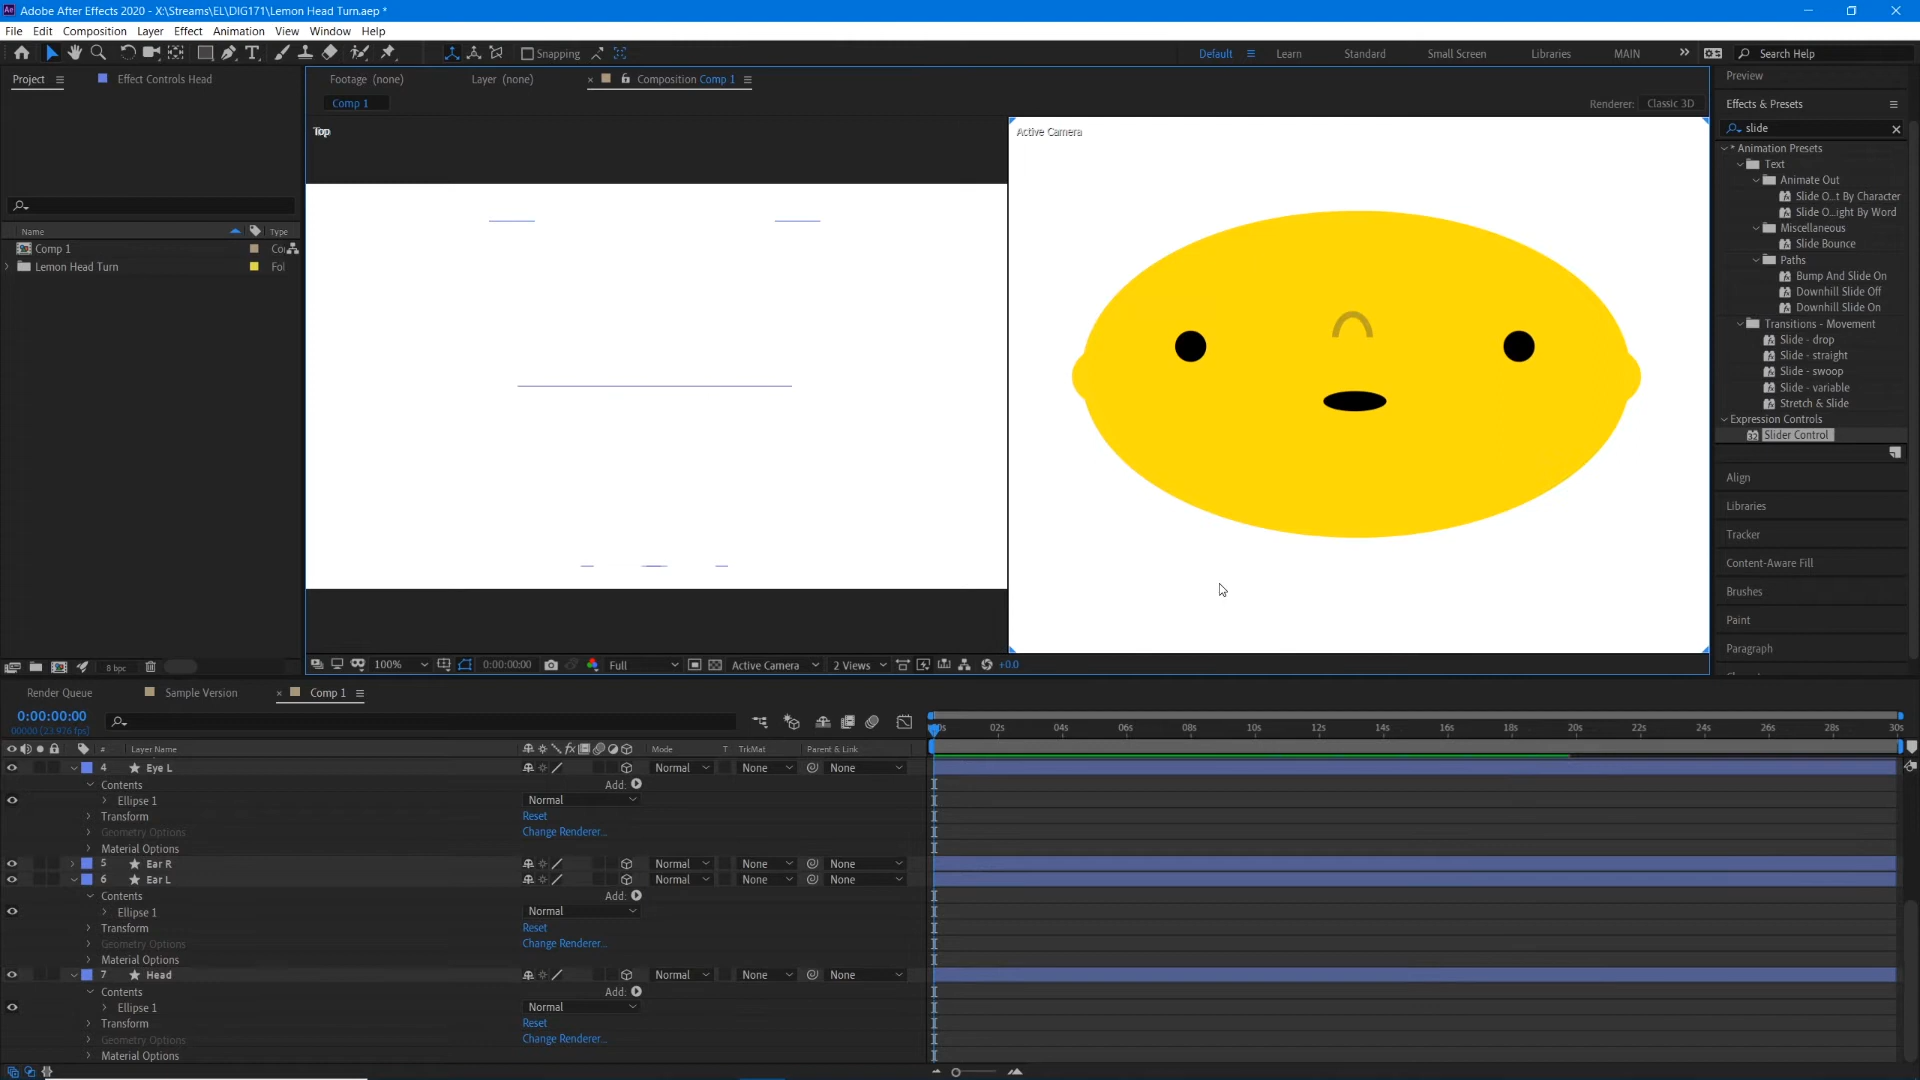 Adobe After Effects 2020 - X:\Streams\EL\DIG171\Lemon Head Turn.aep *
File Edit Composition Layer Effect Animation View Window Help
Snapping
Default Learn Standard Small Screen Libraries MAIN Search Help
Project Effect Controls Head
Footage (none) Layer (none) Composition Comp 1
Comp 1
Renderer: Classic 3D
Top
Active Camera
Name Type
Comp 1
Lemon Head Turn Fol
8 bpc
100% 0:00:00:00 Full Active Camera 2 Views +0.0
Preview
Effects & Presets
slide
* Animation Presets
Text
Animate Out
Slide O...t By Character
Slide O...ight By Word
Miscellaneous
Slide Bounce
Paths
Bump And Slide On
Downhill Slide Off
Downhill Slide On
Transitions - Movement
Slide - drop
Slide - straight
Slide - swoop
Slide - variable
Stretch & Slide
Expression Controls
Slider Control
Align
Libraries
Tracker
Content-Aware Fill
Brushes
Paint
Paragraph
Render Queue Sample Version Comp 1
0:00:00:00
00000 (23.976 fps)
02s 04s 06s 08s 10s 12s 14s 16s 18s 20s 22s 24s 26s 28s 30s
# Layer Name Mode T TrkMat Parent & Link
4 Eye L Normal None None
Contents Add:
Ellipse 1 Normal
Transform Reset
Geometry Options Change Renderer...
Material Options
5 Ear R Normal None None
6 Ear L Normal None None
Contents Add:
Ellipse 1 Normal
Transform Reset
Geometry Options Change Renderer...
Material Options
7 Head Normal None None
Contents Add:
Ellipse 1 Normal
Transform Reset
Geometry Options Change Renderer...
Material Options